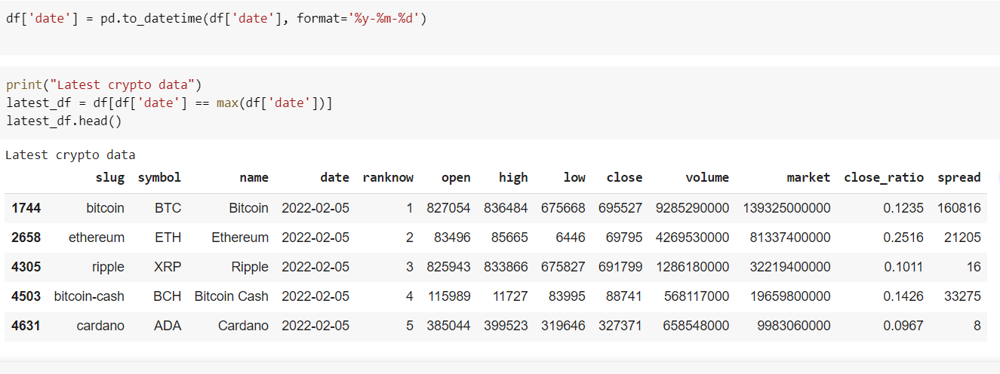 df['date'] = pd.to_datetime(df['date'], format='%y-%m-%d')
print("Latest crypto data")
latest_df = df[df['date'] == max(df['date'])]
latest_df.head()
Latest crypto data
slug symbol name date ranknow open high low close volume market close_ratio spread
1744 bitcoin BTC Bitcoin 2022-02-05 1 827054 836484 675668 695527 9285290000 139325000000 0.1235 160816
2658 ethereum ETH Ethereum 2022-02-05 2 83496 85665 6446 69795 4269530000 81337400000 0.2516 21205
4305 ripple XRP Ripple 2022-02-05 3 825943 833866 675827 691799 1286180000 32219400000 0.1011 16
4503 bitcoin-cash BCH Bitcoin Cash 2022-02-05 4 115989 11727 83995 88741 568117000 19659800000 0.1426 33275
4631 cardano ADA Cardano 2022-02-05 5 385044 399523 319646 327371 658548000 9983060000 0.0967 8